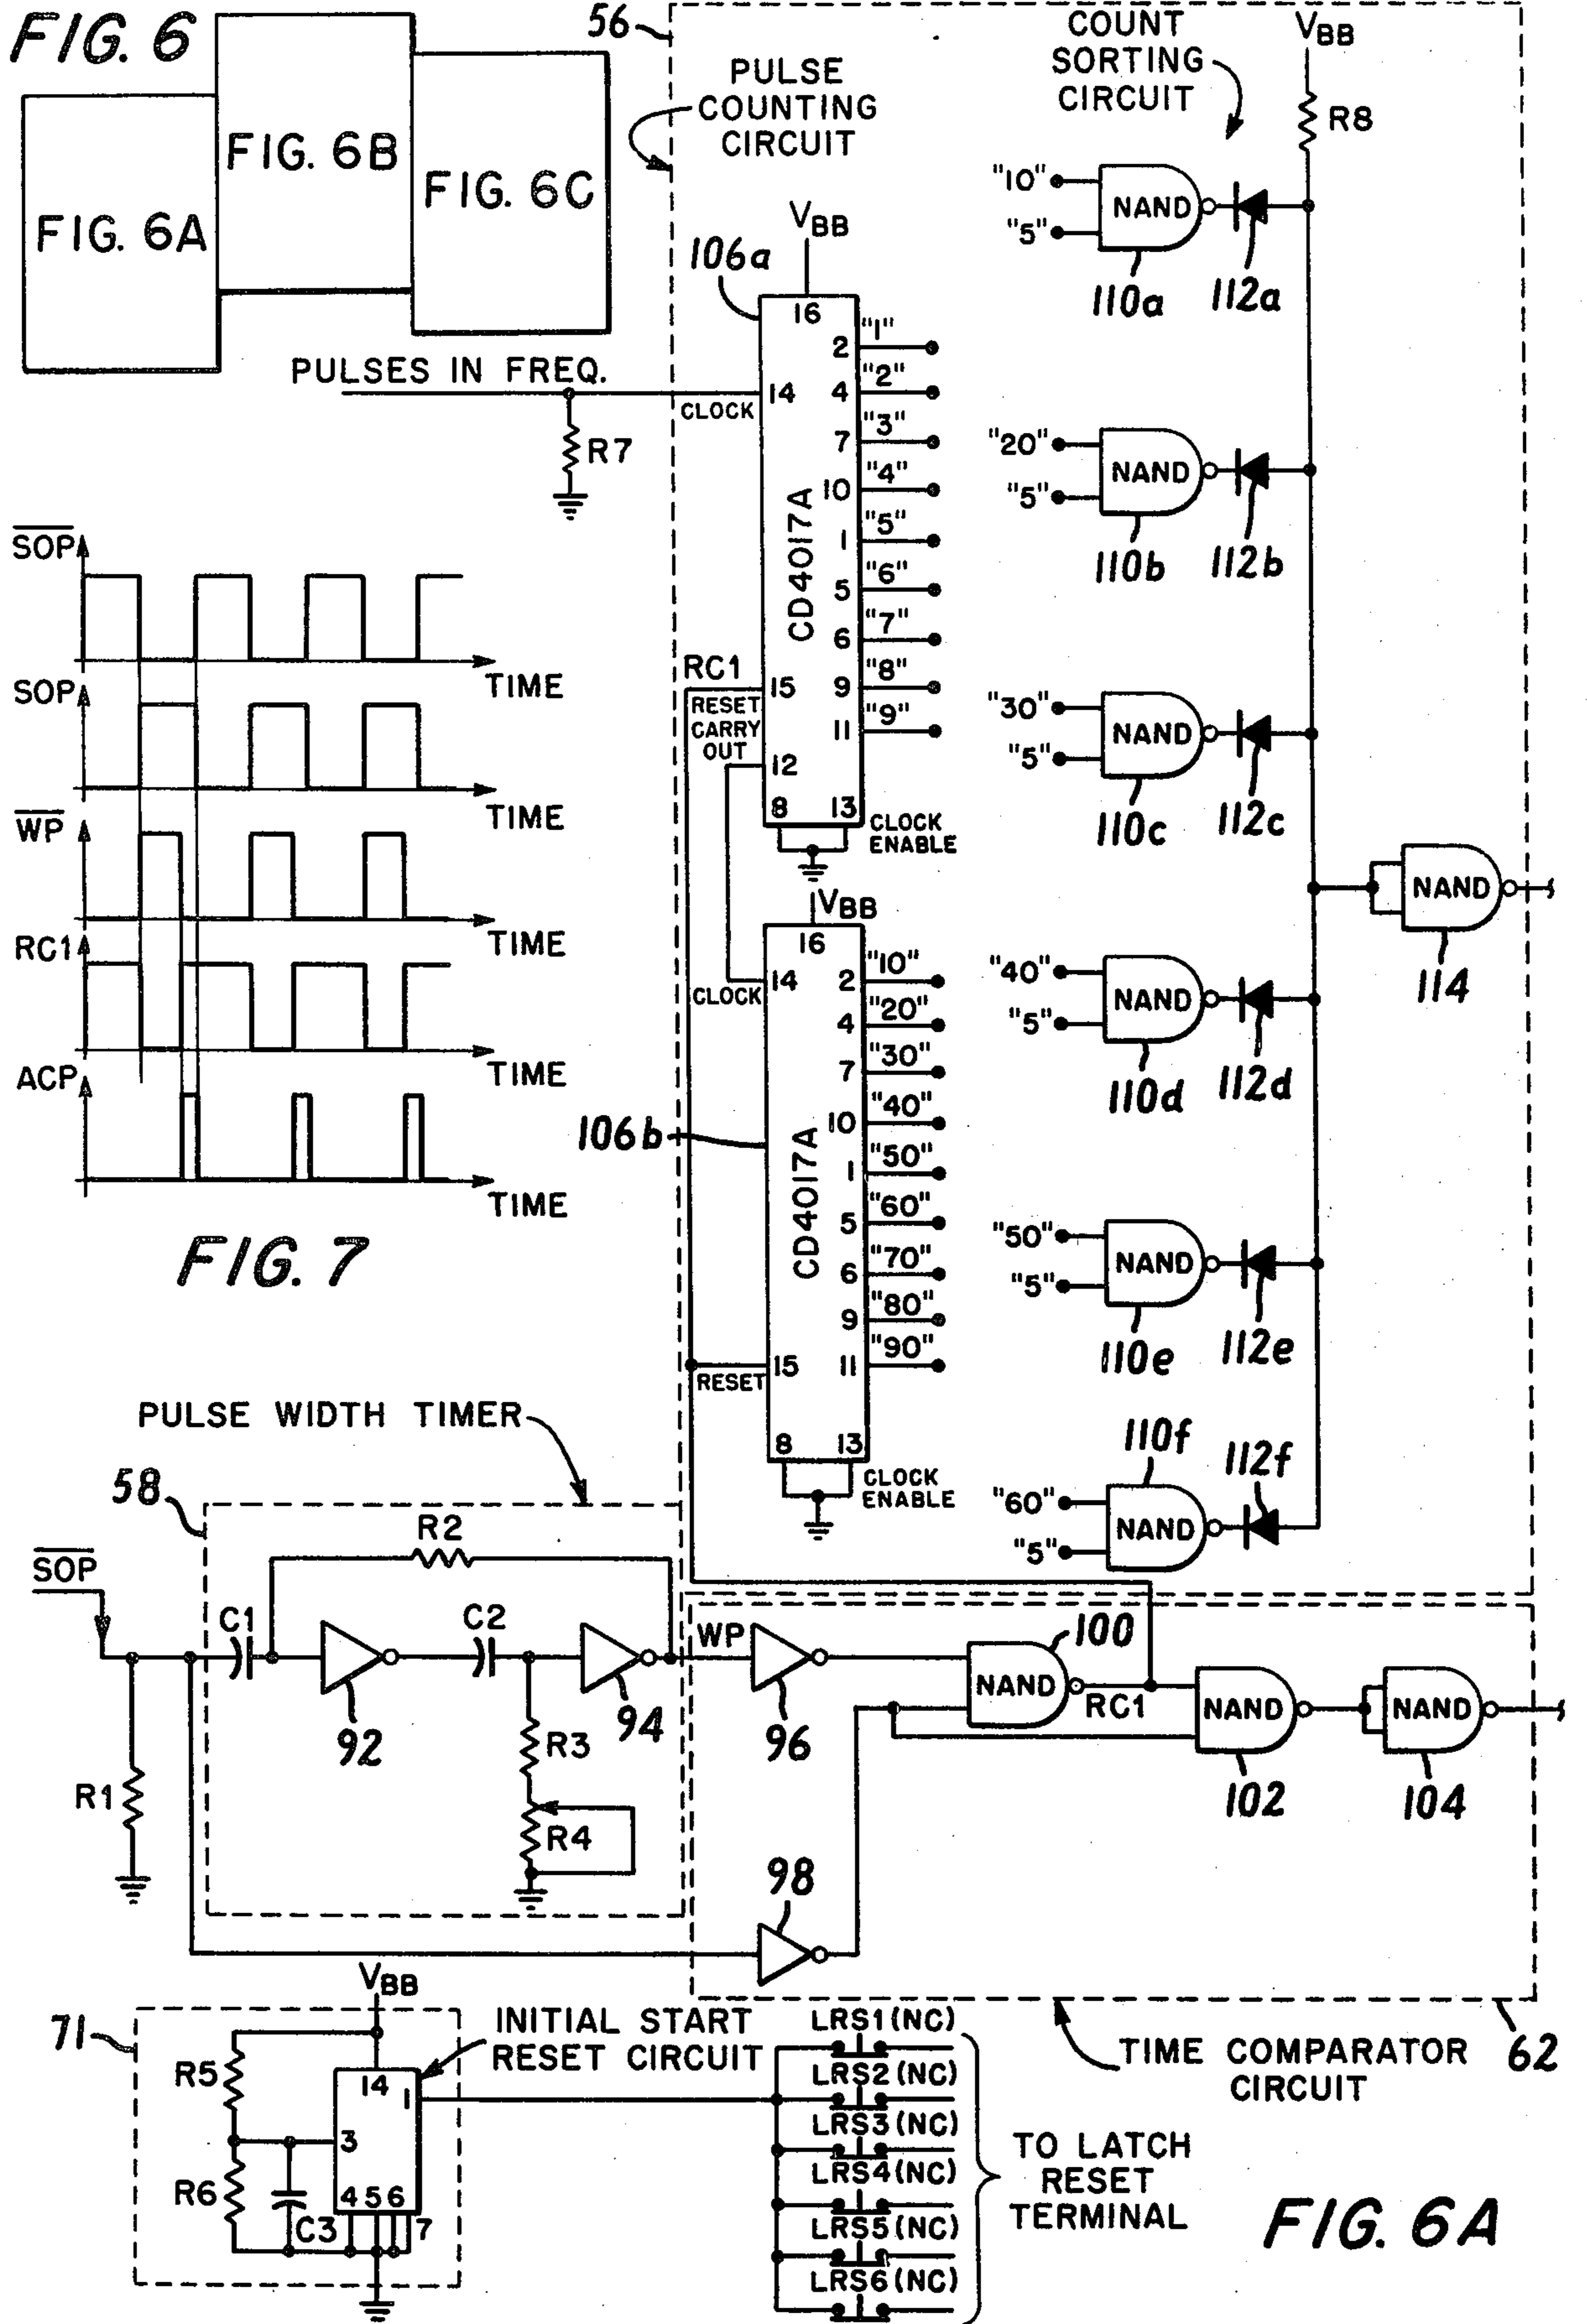 FIG. 6
FIG. 6A
FIG. 6B
FIG. 6C
56
PULSE
COUNTING
CIRCUIT
COUNT
SORTING
CIRCUIT
VBB
R8
"10"
"5"
NAND
110a
112a
VBB
106a
16
PULSES IN FREQ.
R7
CLOCK
14
2 "1"
4 "2"
7 "3"
10 "4"
1 "5"
5 "6"
6 "7"
9 "8"
11 "9"
CD4017A
RC1
15
RESET
CARRY
OUT
12
8 13
CLOCK
ENABLE
"20"
"5"
NAND
110b
112b
"30"
"5"
NAND
110c
112c
NAND
114
SOP
TIME
SOP
TIME
WP
TIME
RC1
TIME
ACP
TIME
FIG. 7
VBB
16
14
CLOCK
2 "10"
4 "20"
7 "30"
10 "40"
1 "50"
5 "60"
6 "70"
9 "80"
11 "90"
CD4017A
106b
15
RESET
8 13
CLOCK
ENABLE
"40"
"5"
NAND
110d
112d
"50"
"5"
NAND
110e
112e
110f
112f
"60"
"5"
NAND
PULSE WIDTH TIMER
58
SOP
R2
C1
C2
92
94
R1
R3
R4
WP
96
98
NAND
100
RC1
NAND
102
NAND
104
TIME COMPARATOR
CIRCUIT
62
71
VBB
INITIAL START
RESET CIRCUIT
R5
R6
C3
14
1
3
4 5 6 7
LRS1(NC)
LRS2(NC)
LRS3(NC)
LRS4(NC)
LRS5(NC)
LRS6(NC)
TO LATCH
RESET
TERMINAL
FIG. 6A